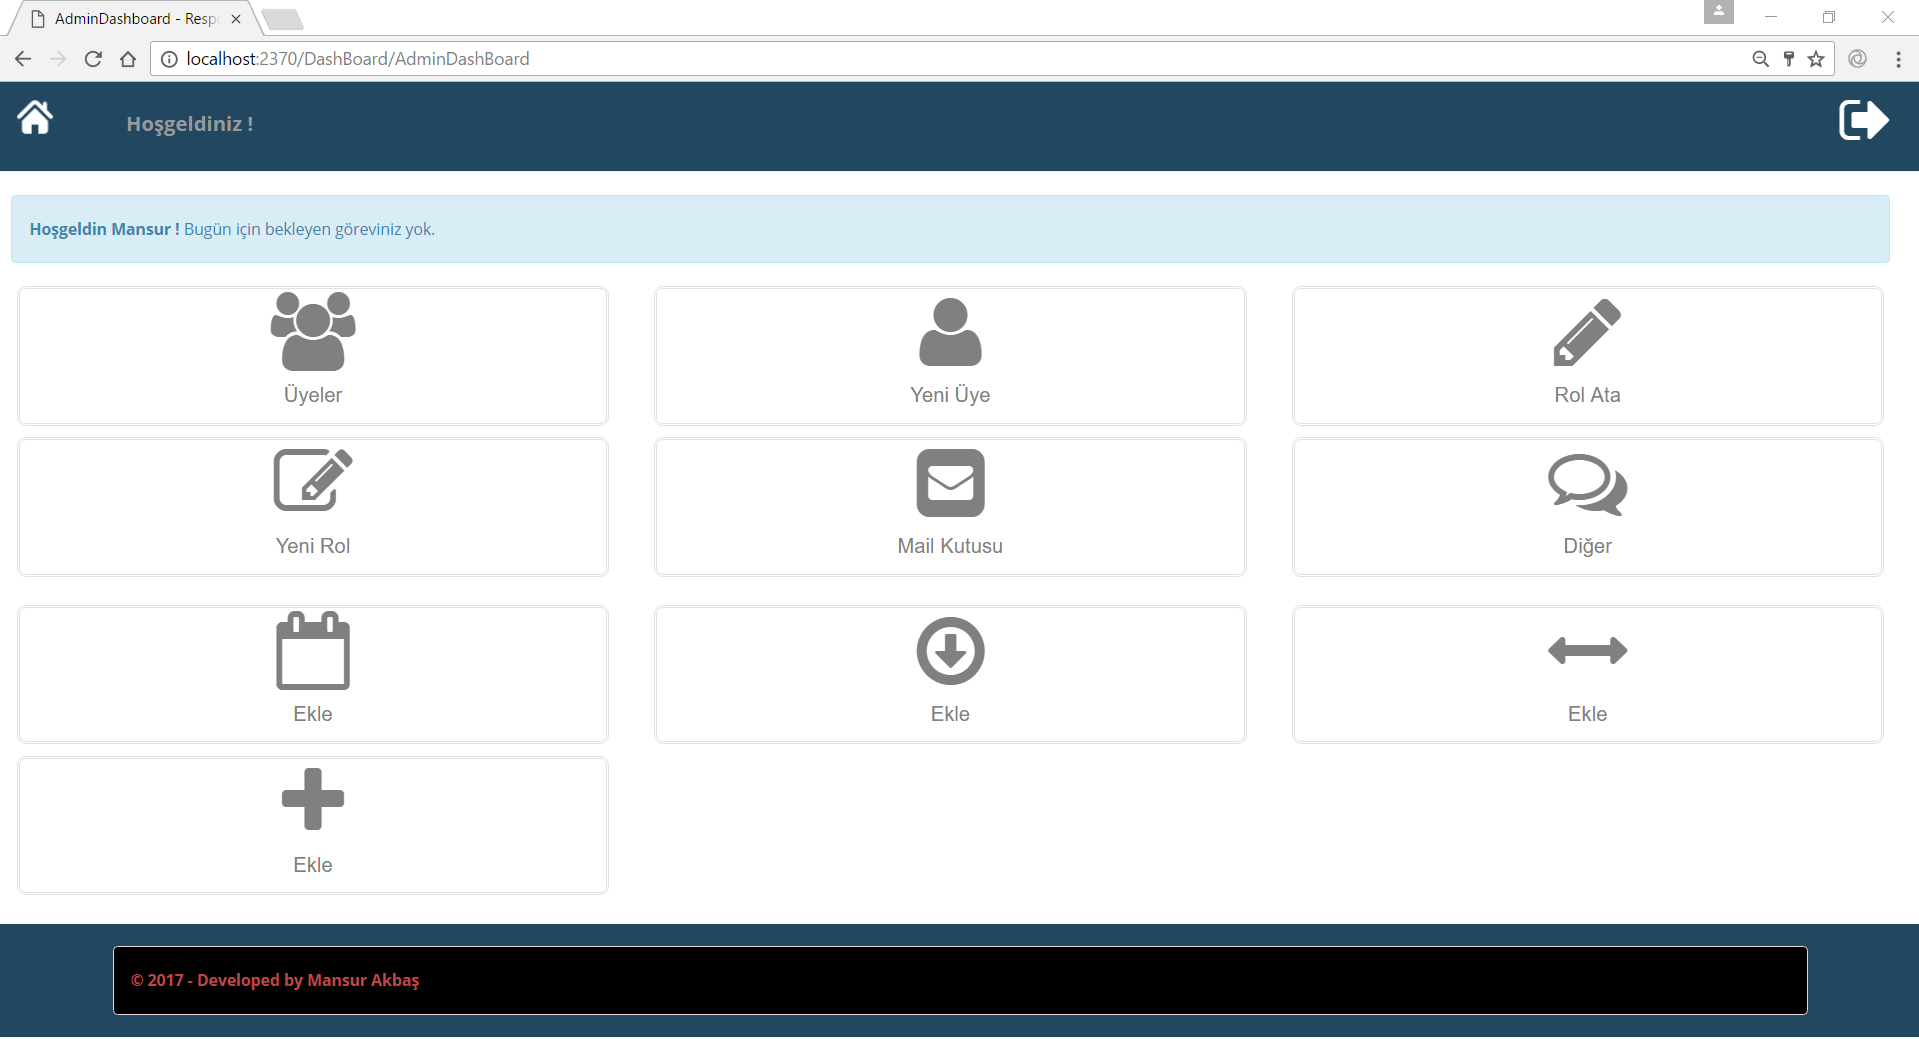 AdminDashboard - Resp
localhost:2370/DashBoard/AdminDashBoard
Hoşgeldiniz !
Hoşgeldin Mansur ! Bugün için bekleyen göreviniz yok.
Üyeler
Yeni Üye
Rol Ata
Yeni Rol
Mail Kutusu
Diğer
Ekle
Ekle
Ekle
Ekle
© 2017 - Developed by Mansur Akbaş